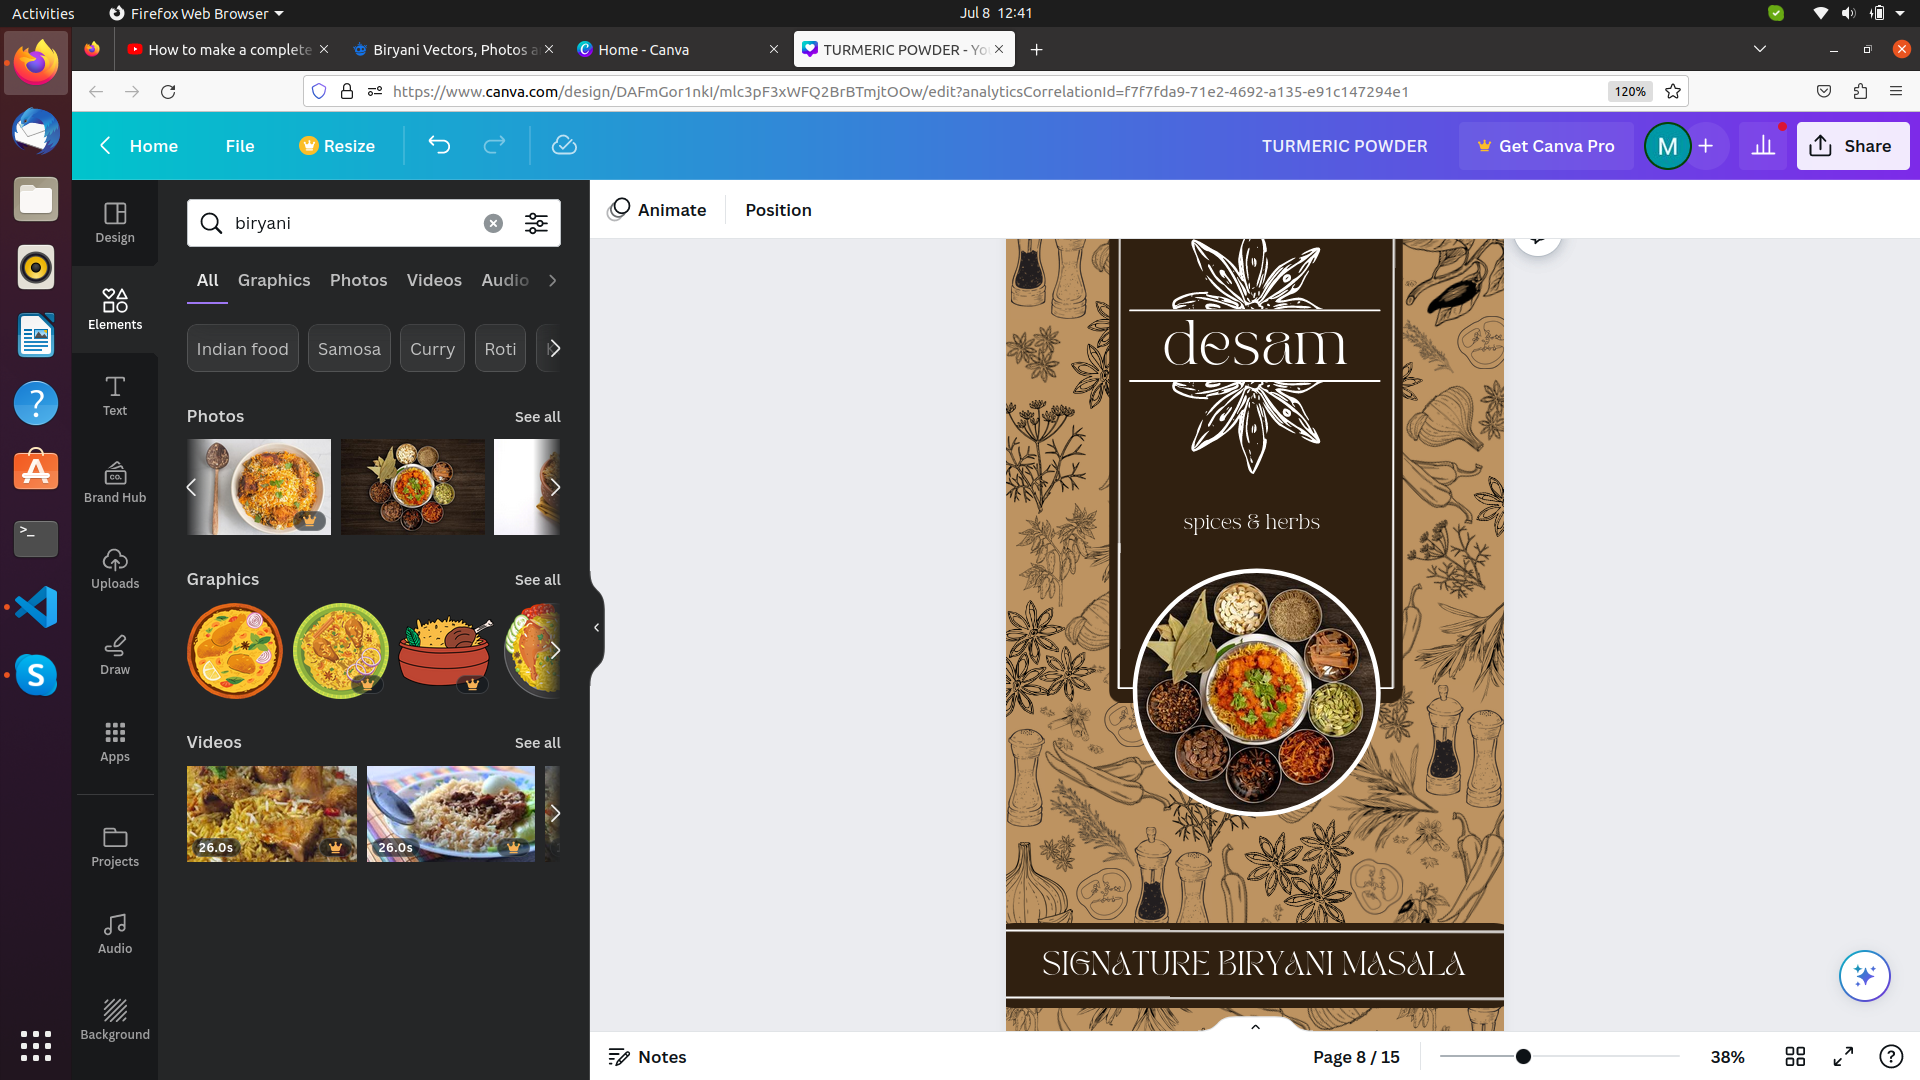 Activities
Firefox Web Browser
Jul 8 12:41
How to make a complete
Biryani Vectors, Photos a
Home - Canva
TURMERIC POWDER - Yo
https://www.canva.com/design/DAFmGor1nkI/mlc3pF3xWFQ2BrBTmjtOOw/edit?analyticsCorrelationId=f7f7fda9-71e2-4692-a135-e91c147294e1
120%
Home
File
Resize
TURMERIC POWDER
Get Canva Pro
M
Share
Design
Elements
Text
Brand Hub
Uploads
Draw
Apps
Projects
Audio
Background
biryani
All
Graphics
Photos
Videos
Audio
Indian food
Samosa
Curry
Roti
Photos
See all
Graphics
See all
Videos
See all
26.0s
26.0s
Animate
Position
desam
spices & herbs
SIGNATURE BIRYANI MASALA
Notes
Page 8 / 15
38%